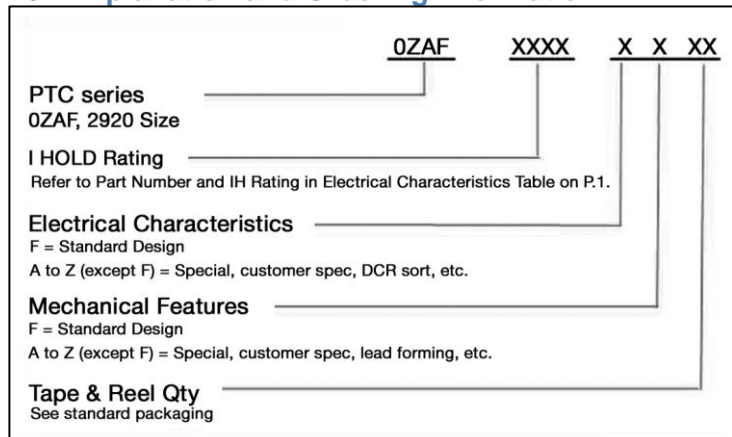 0ZAF XXXX X X XX
PTC series
0ZAF, 2920 Size
I HOLD Rating
Refer to Part Number and IH Rating in Electrical Characteristics Table on P.1.
Electrical Characteristics
F = Standard Design
A to Z (except F) = Special, customer spec, DCR sort, etc.
Mechanical Features
F = Standard Design
A to Z (except F) = Special, customer spec, lead forming, etc.
Tape & Reel Qty
See standard packaging